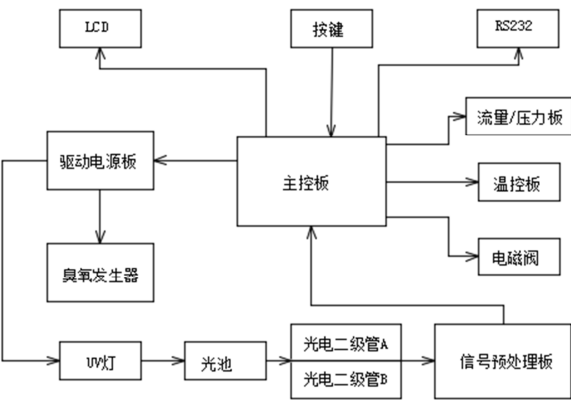 LCD
按键
RS232
流量/压力板
驱动电源板
主控板
温控板
电磁阀
臭氧发生器
UV灯
光池
光电二级管A
光电二级管B
信号预处理板